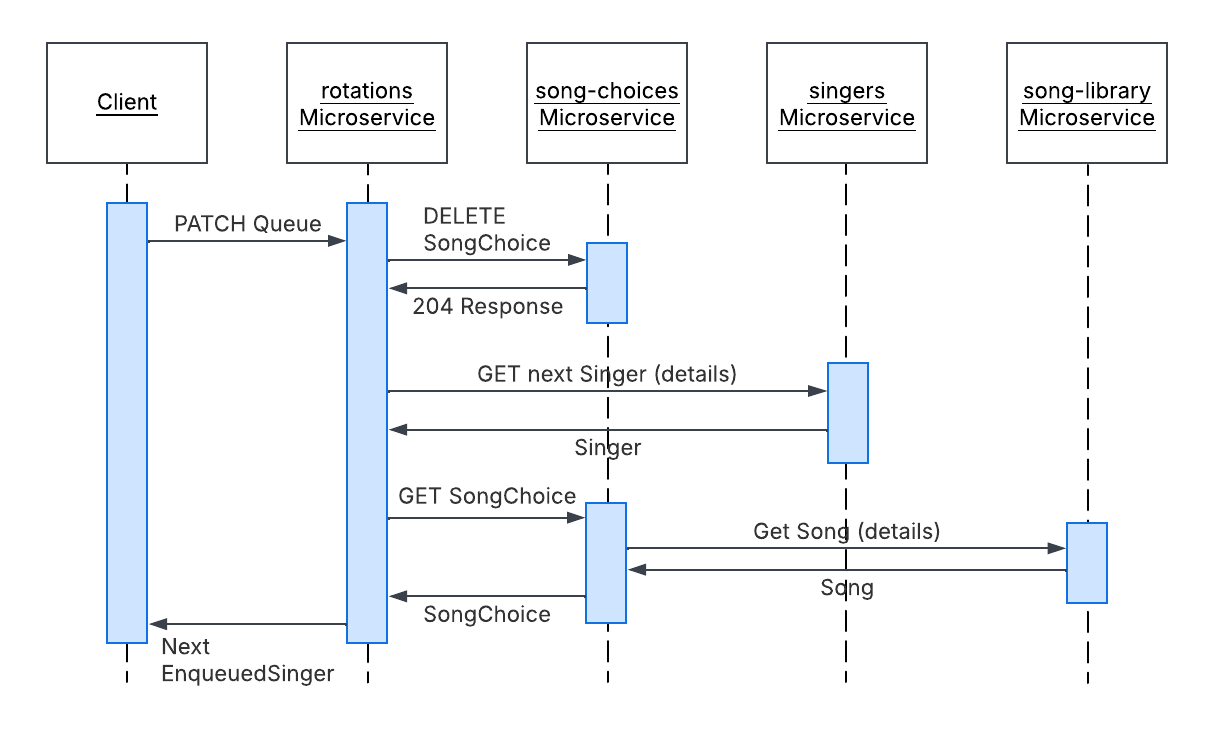 Client
rotations
Microservice
song-choices
Microservice
singers
Microservice
song-library
Microservice
PATCH Queue
DELETE
SongChoice
204 Response
GET next Singer (details)
Singer
GET SongChoice
Get Song (details)
Song
SongChoice
Next
EnqueuedSinger